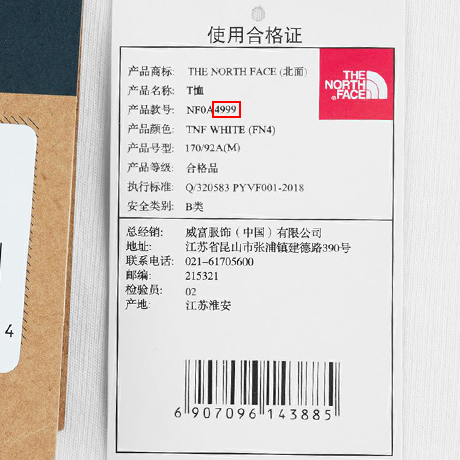 使用合格证
产品商标: THE NORTH FACE (北面)
产品名称: T恤
产品款号: NF0A4999
产品颜色: TNF WHITE (FN4)
产品号型: 170/92A(M)
产品等级: 合格品
执行标准: Q/320583 PYVF001-2018
安全类别: B类
THE
NORTH
FACE
总经销: 威富服饰（中国）有限公司
地址: 江苏省昆山市张浦镇建德路390号
联系电话: 021-61705600
邮编: 215321
检验员: 02
产地: 江苏淮安
6 907096 143885
4